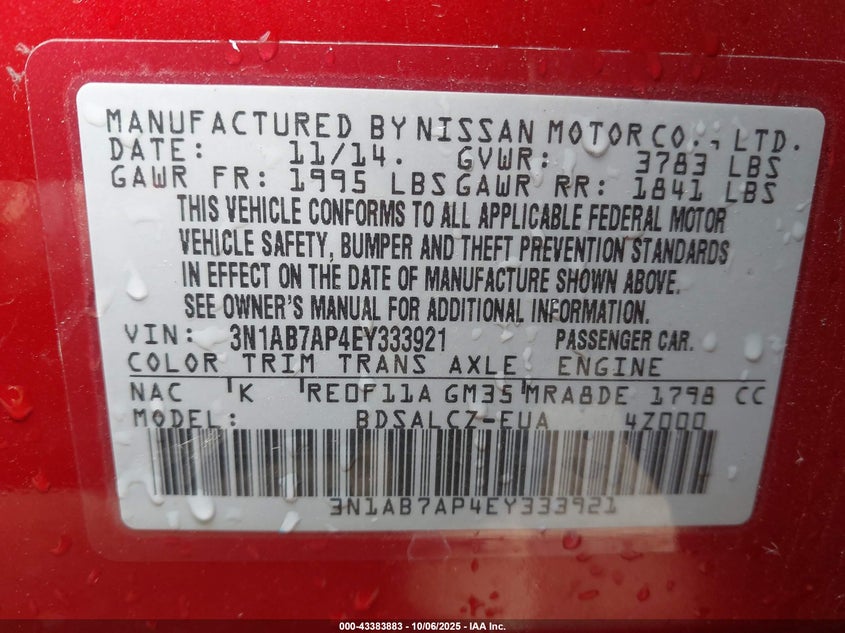 MANUFACTURED BY NISSAN MOTOR CO., LTD.
DATE: 11/14. GVWR: 3783 LBS
GAWR FR: 1995 LBS GAWR RR: 1841 LBS
THIS VEHICLE CONFORMS TO ALL APPLICABLE FEDERAL MOTOR
VEHICLE SAFETY, BUMPER AND THEFT PREVENTION STANDARDS
IN EFFECT ON THE DATE OF MANUFACTURE SHOWN ABOVE.
SEE OWNER'S MANUAL FOR ADDITIONAL INFORMATION.
VIN: 3N1AB7AP4EY333921 PASSENGER CAR.
COLOR TRIM TRANS AXLE ENGINE
NAC K RE0F11A GM35 MRA8DE 1798 CC
MODEL: BDSALCZ-EUA 4Z000
3N1AB7AP4EY333921
000-43383883 - 10/06/2025 - IAA Inc.